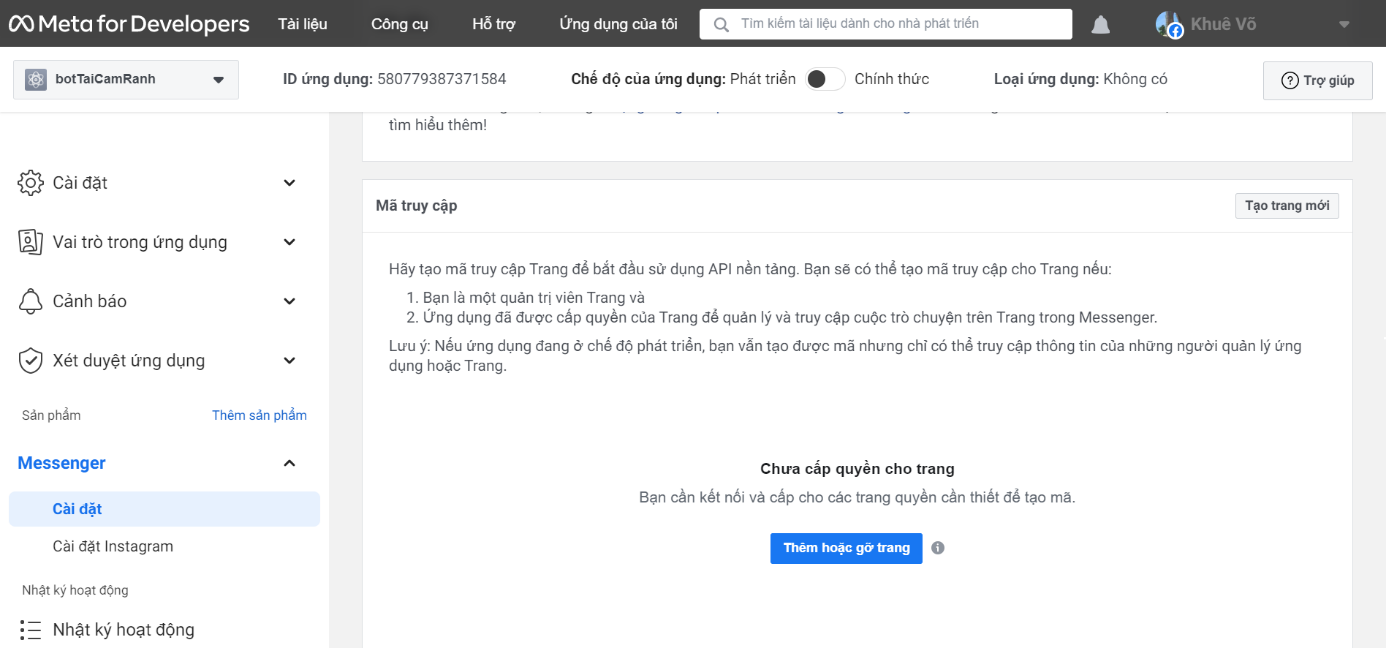 Meta for Developers
Tài liệu
Công cụ
Hỗ trợ
Ứng dụng của tôi
Tìm kiếm tài liệu dành cho nhà phát triển
Khuê Võ
botTaiCamRanh
ID ứng dụng: 580779387371584
Chế độ của ứng dụng: Phát triển
Chính thức
Loại ứng dụng: Không có
Trợ giúp
tìm hiểu thêm!
Cài đặt
Vai trò trong ứng dụng
Cảnh báo
Xét duyệt ứng dụng
Sản phẩm
Thêm sản phẩm
Messenger
Cài đặt
Cài đặt Instagram
Nhật ký hoạt động
Nhật ký hoạt động
Mã truy cập
Tạo trang mới
Hãy tạo mã truy cập Trang để bắt đầu sử dụng API nền tảng. Bạn sẽ có thể tạo mã truy cập cho Trang nếu:
1. Bạn là một quản trị viên Trang và
2. Ứng dụng đã được cấp quyền của Trang để quản lý và truy cập cuộc trò chuyện trên Trang trong Messenger.
Lưu ý: Nếu ứng dụng đang ở chế độ phát triển, bạn vẫn tạo được mã nhưng chỉ có thể truy cập thông tin của những người quản lý ứng
dụng hoặc Trang.
Chưa cấp quyền cho trang
Bạn cần kết nối và cấp cho các trang quyền cần thiết để tạo mã.
Thêm hoặc gỡ trang